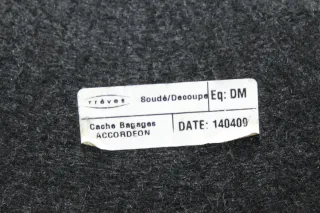 Trèves Soudé/Decoupe Eq: DM
Cache Bagages DATE: 140409
ACCORDEON